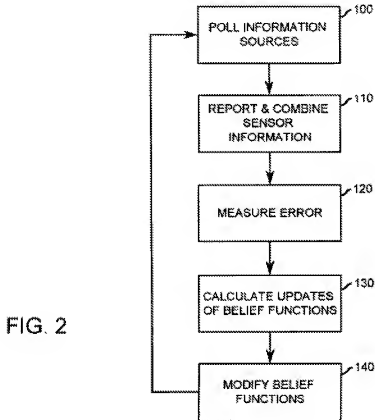 100
POLL INFORMATION
SOURCES
110
REPORT & COMBINE
SENSOR
INFORMATION
120
MEASURE ERROR
130
CALCULATE UPDATES
OF BELIEF FUNCTIONS
FIG. 2
140
MODIFY BELIEF
FUNCTIONS